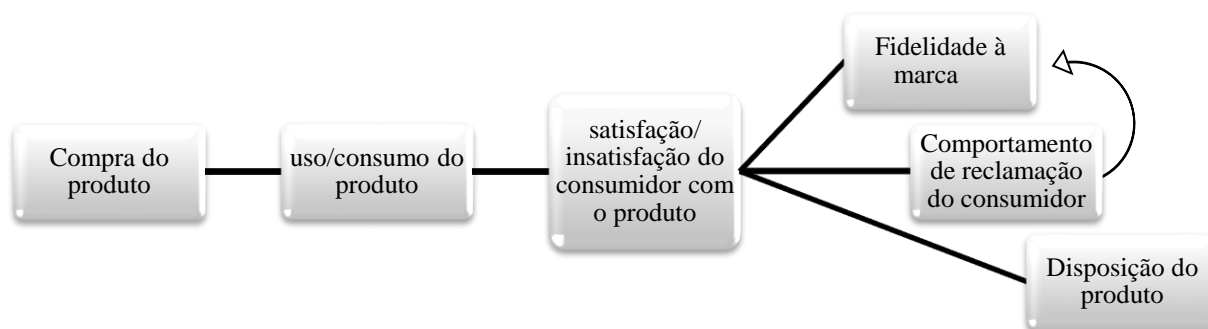 Compra do
produto
uso/consumo do
produto
satisfação/
insatisfação do
consumidor com
o produto
Fidelidade à
marca
Comportamento
de reclamação
do consumidor
Disposição do
produto